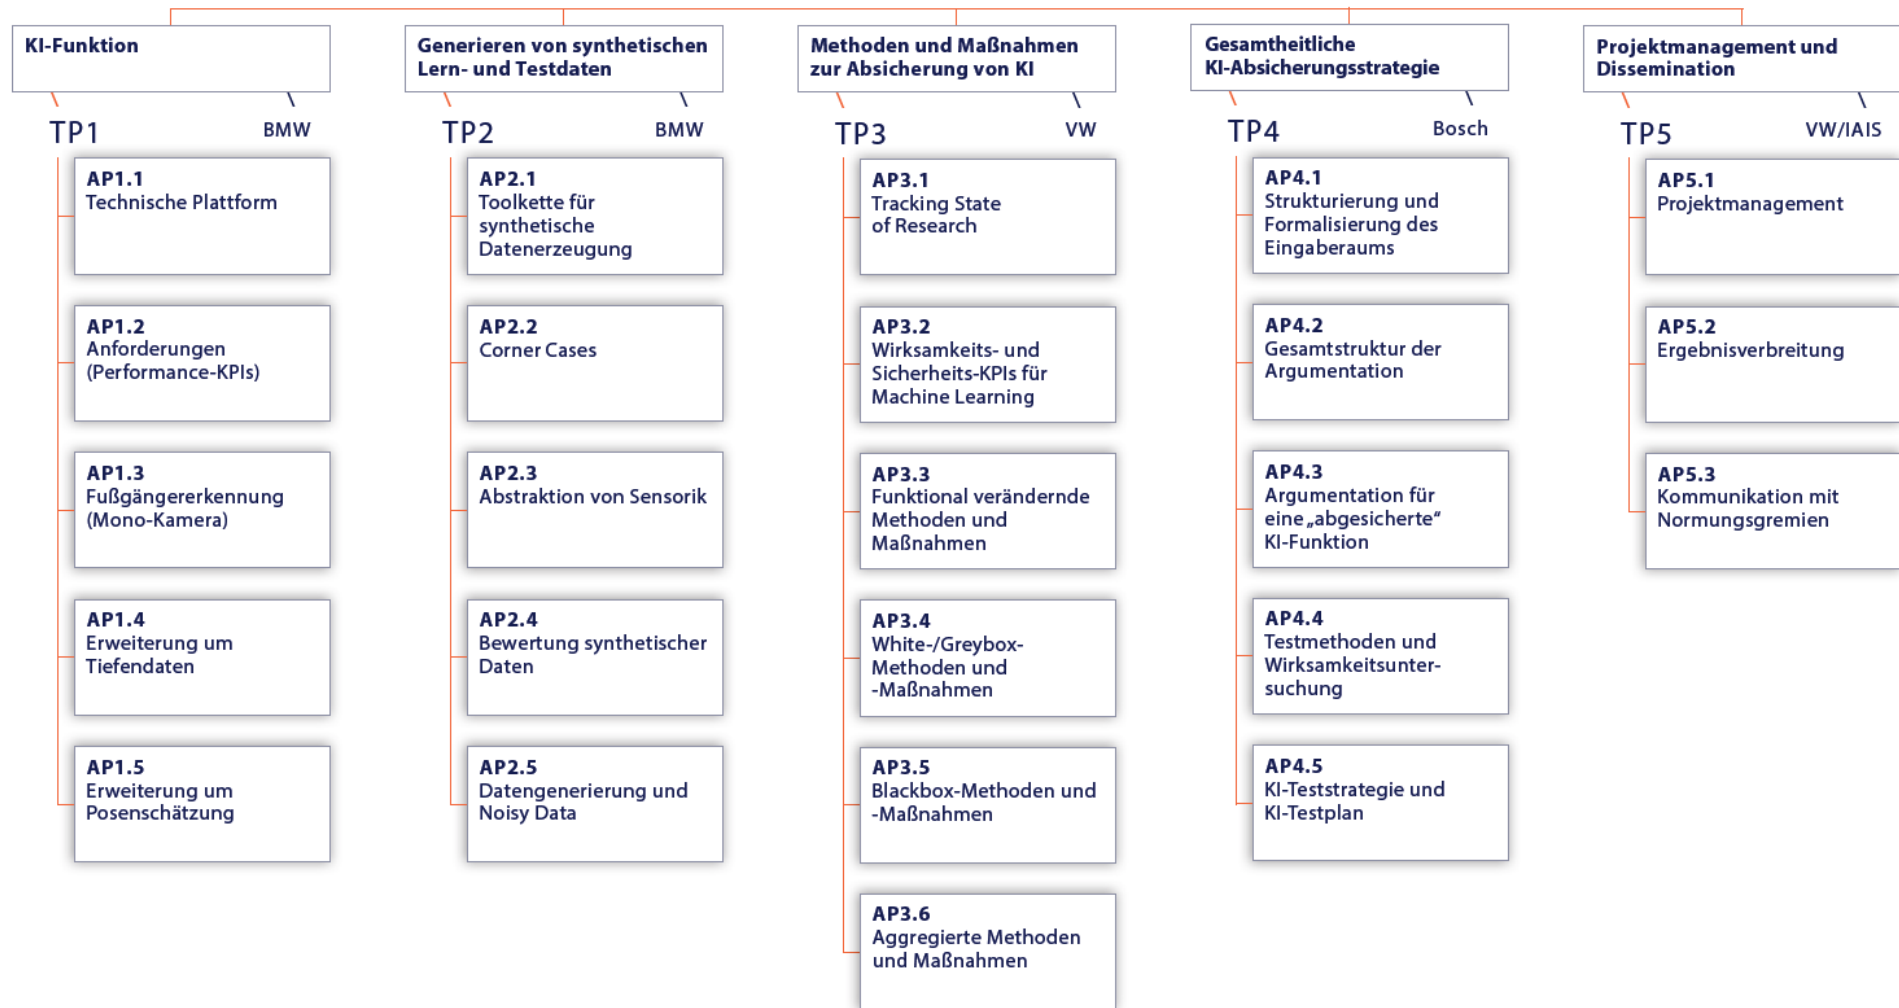 KI-Funktion
TP1
BMW
AP1.1
Technische Plattform
AP1.2
Anforderungen
(Performance-KPIs)
AP1.3
Fußgängererkennung
(Mono-Kamera)
AP1.4
Erweiterung um
Tiefendaten
AP1.5
Erweiterung um
Posenschätzung
Generieren von synthetischen
Lern- und Testdaten
TP2
BMW
AP2.1
Toolkette für
synthetische
Datenerzeugung
AP2.2
Corner Cases
AP2.3
Abstraktion von Sensorik
AP2.4
Bewertung synthetischer
Daten
AP2.5
Datengenerierung und
Noisy Data
Methoden und Maßnahmen
zur Absicherung von KI
TP3
VW
AP3.1
Tracking State
of Research
AP3.2
Wirksamkeits- und
Sicherheits-KPIs für
Machine Learning
AP3.3
Funktional verändernde
Methoden und
Maßnahmen
AP3.4
White-/Greybox-
Methoden und
-Maßnahmen
AP3.5
Blackbox-Methoden und
-Maßnahmen
AP3.6
Aggregierte Methoden
und Maßnahmen
Gesamtheitliche
KI-Absicherungsstrategie
TP4
Bosch
AP4.1
Strukturierung und
Formalisierung des
Eingaberaums
AP4.2
Gesamtstruktur der
Argumentation
AP4.3
Argumentation für
eine „abgesicherte“
KI-Funktion
AP4.4
Testmethoden und
Wirksamkeitsunter-
suchung
AP4.5
KI-Teststrategie und
KI-Testplan
Projektmanagement und
Dissemination
TP5
VW/IAIS
AP5.1
Projektmanagement
AP5.2
Ergebnisverbreitung
AP5.3
Kommunikation mit
Normungsgremien